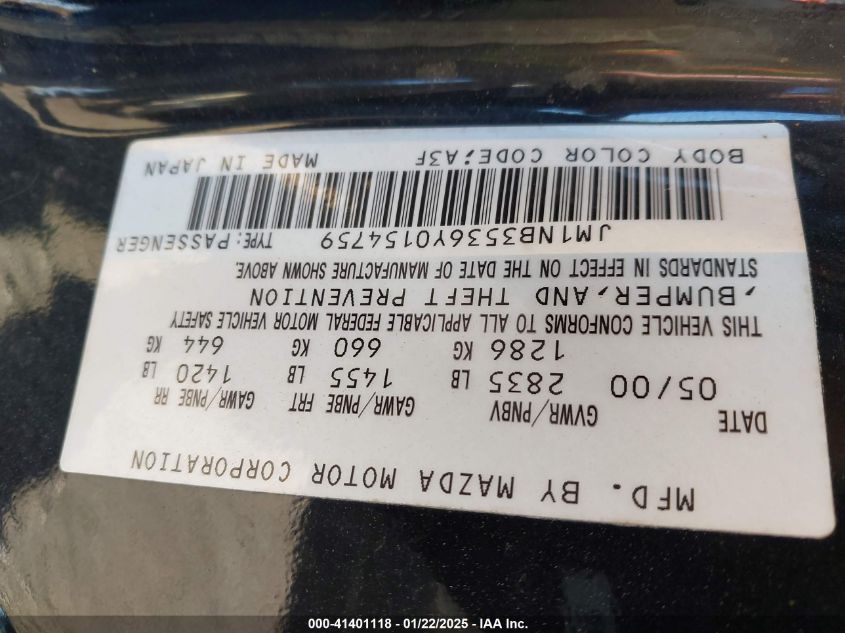 MFD. BY MAZDA MOTOR CORPORATION
DATE GVWR/PNBV GAWR/PNBE FRT GAWR/PNBE RR
05/00 2835 LB 1455 LB 1420 LB
1286 KG 660 KG 644 KG
THIS VEHICLE CONFORMS TO ALL APPLICABLE FEDERAL MOTOR VEHICLE SAFETY
,BUMPER,AND THEFT PREVENTION
STANDARDS IN EFFECT ON THE DATE OF MANUFACTURE SHOWN ABOVE.
JM1NB3536Y0154759 TYPE:PASSENGER
BODY COLOR CODE:A3F MADE IN JAPAN
000-41401118 - 01/22/2025 - IAA Inc.